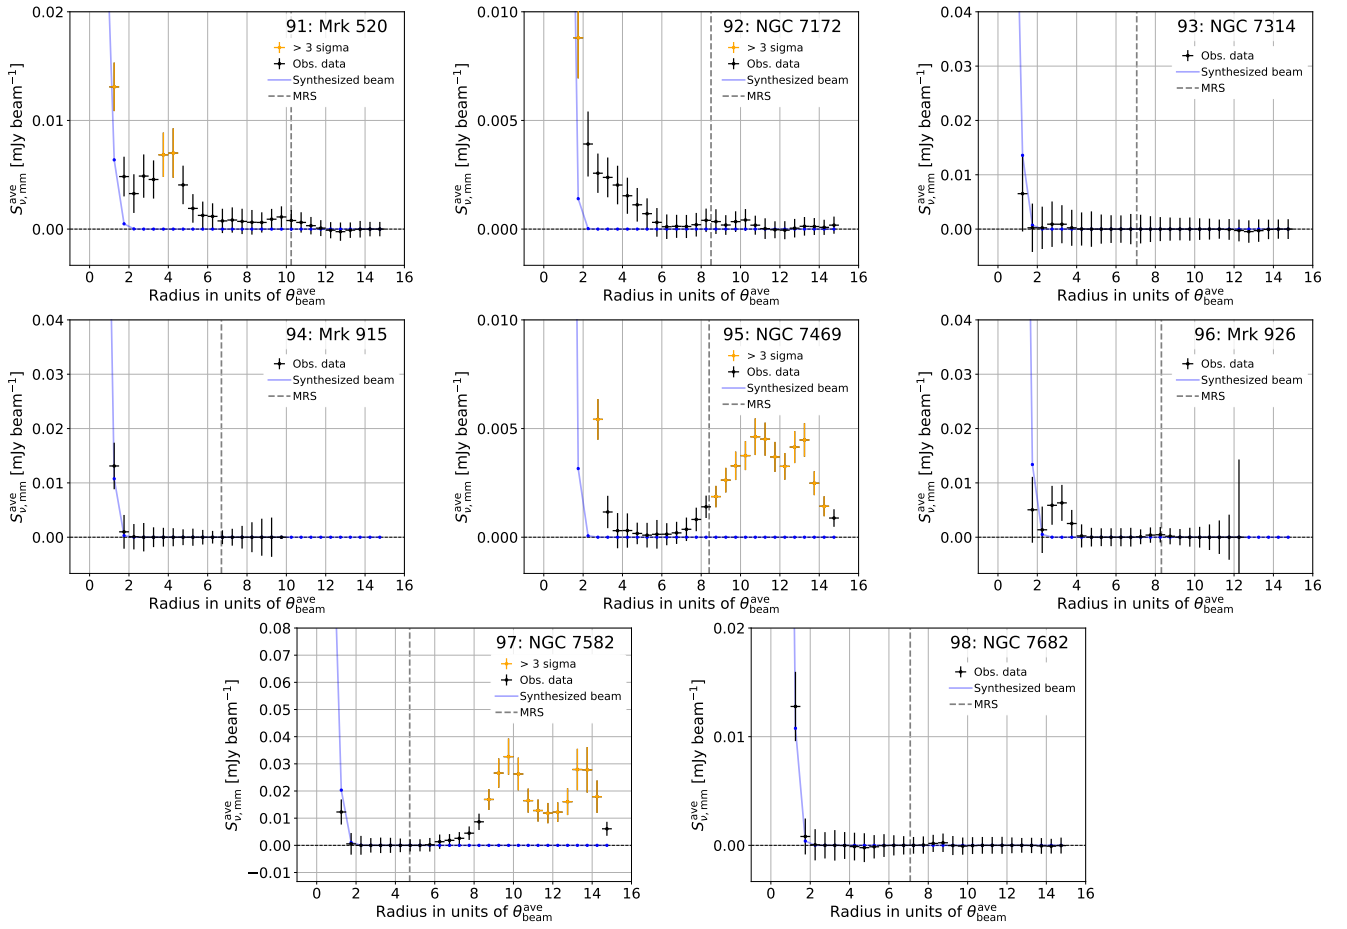 91: Mrk 520
> 3 sigma
Obs. data
Synthesized beam
MRS
0.02
0.01
0.00
S^ave_ν,mm [mJy beam⁻¹]
0 2 4 6 8 10 12 14 16
Radius in units of θ^ave_beam
92: NGC 7172
> 3 sigma
Obs. data
Synthesized beam
MRS
0.010
0.005
0.000
S^ave_ν,mm [mJy beam⁻¹]
0 2 4 6 8 10 12 14 16
Radius in units of θ^ave_beam
93: NGC 7314
Obs. data
Synthesized beam
MRS
0.04
0.03
0.02
0.01
0.00
S^ave_ν,mm [mJy beam⁻¹]
0 2 4 6 8 10 12 14 16
Radius in units of θ^ave_beam
94: Mrk 915
Obs. data
Synthesized beam
MRS
0.04
0.03
0.02
0.01
0.00
S^ave_ν,mm [mJy beam⁻¹]
0 2 4 6 8 10 12 14 16
Radius in units of θ^ave_beam
95: NGC 7469
> 3 sigma
Obs. data
Synthesized beam
MRS
0.010
0.005
0.000
S^ave_ν,mm [mJy beam⁻¹]
0 2 4 6 8 10 12 14 16
Radius in units of θ^ave_beam
96: Mrk 926
Obs. data
Synthesized beam
MRS
0.04
0.03
0.02
0.01
0.00
S^ave_ν,mm [mJy beam⁻¹]
0 2 4 6 8 10 12 14 16
Radius in units of θ^ave_beam
97: NGC 7582
> 3 sigma
Obs. data
Synthesized beam
MRS
0.08
0.07
0.06
0.05
0.04
0.03
0.02
0.01
0.00
−0.01
S^ave_ν,mm [mJy beam⁻¹]
0 2 4 6 8 10 12 14 16
Radius in units of θ^ave_beam
98: NGC 7682
Obs. data
Synthesized beam
MRS
0.02
0.01
0.00
S^ave_ν,mm [mJy beam⁻¹]
0 2 4 6 8 10 12 14 16
Radius in units of θ^ave_beam